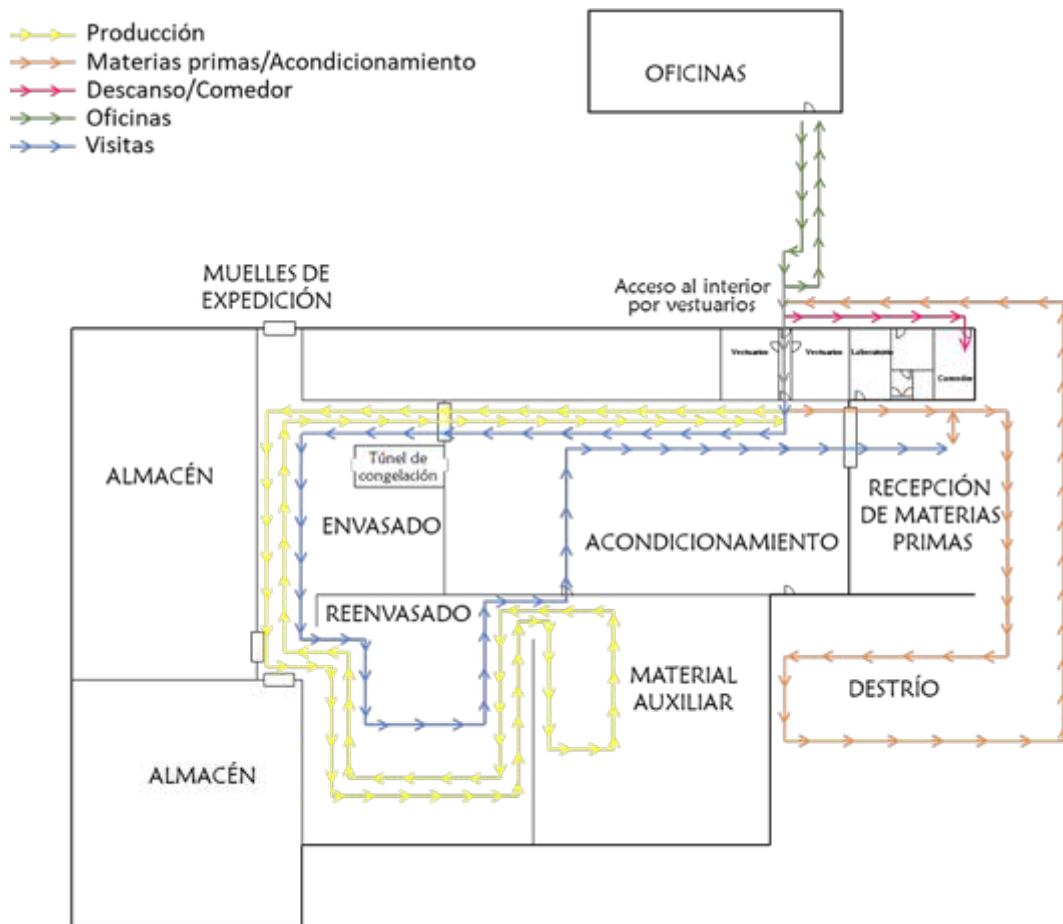 Producción
Materias primas/Acondicionamiento
Descanso/Comedor
Oficinas
Visitas
OFICINAS
MUELLES DE
EXPEDICIÓN
Acceso al interior
por vestuarios
Vestuarios
Vestuarios
Laboratorio
Comedor
ALMACÉN
Túnel de
congelación
ENVASADO
ACONDICIONAMIENTO
RECEPCIÓN
DE MATERIAS
PRIMAS
REENVASADO
MATERIAL
AUXILIAR
DESTRÍO
ALMACÉN